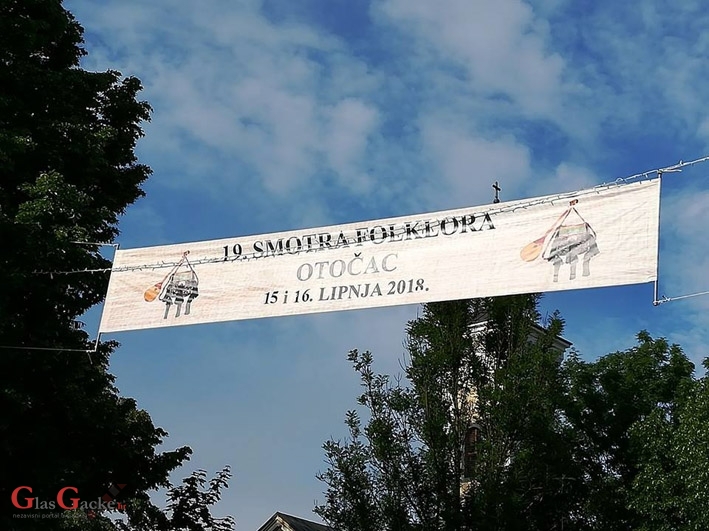 19. SMOTRA FOLKLORA
OTOČAC
15 i 16. LIPNJA 2018.
GlasGacke